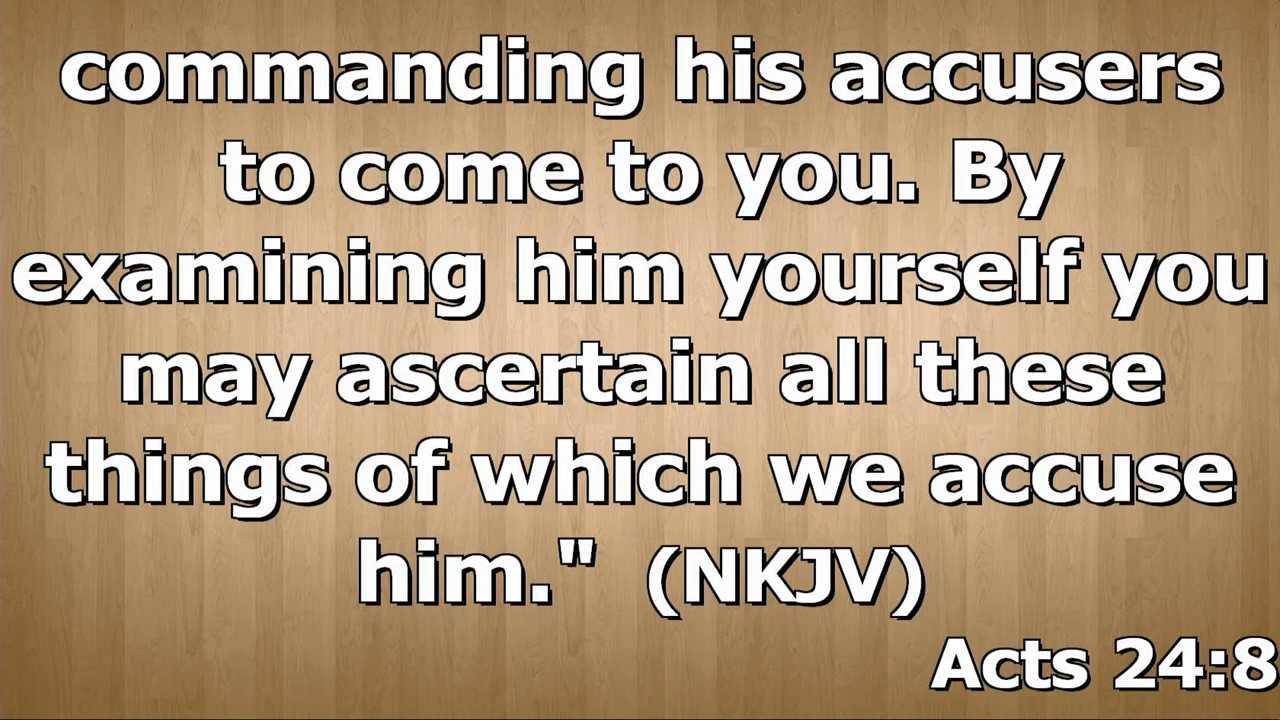 commanding his accusers
to come to you. By
examining him yourself you
may ascertain all these
things of which we accuse
him."  (NKJV)
Acts 24:8